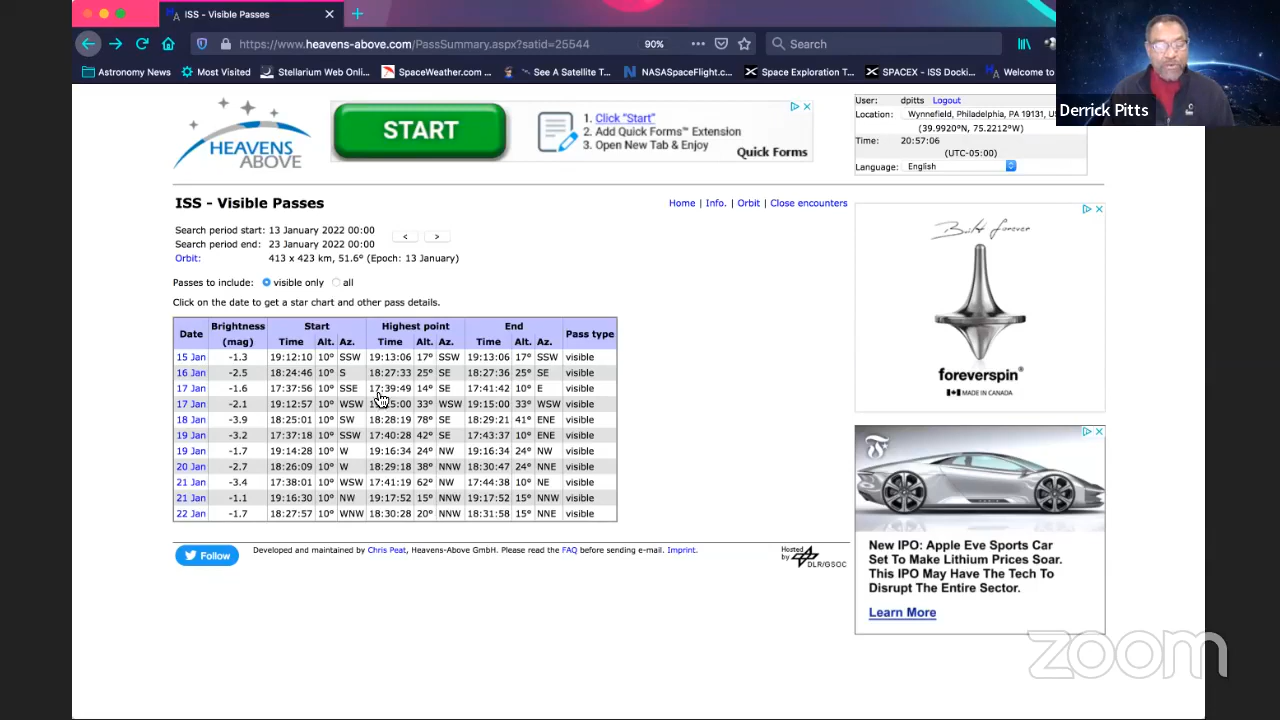 ISS - Visible Passes
https://www.heavens-above.com/PassSummary.aspx?satid=25544
90%
Search
Astronomy News
Most Visited
Stellarium Web Onl...
SpaceWeather.com ...
See A Satellite T...
NASASpaceFlight.c...
Space Exploration T...
SPACEX - ISS Docki...
Welcome to
Derrick Pitts
HEAVENS
ABOVE
START
1. Click "Start"
2. Add Quick Forms™ Extension
3. Open New Tab & Enjoy
Quick Forms
User: dpitts Logout
Location: Wynnefield, Philadelphia, PA 19131, US
(39.9920°N, 75.2212°W)
Time: 20:57:06
(UTC-05:00)
Language: English
ISS - Visible Passes
Home | Info. | Orbit | Close encounters
Search period start: 13 January 2022 00:00
Search period end: 23 January 2022 00:00
< >
Orbit: 413 x 423 km, 51.6° (Epoch: 13 January)
Passes to include: visible only all
Click on the date to get a star chart and other pass details.
Date Brightness (mag) Start Highest point End Pass type
Time Alt. Az. Time Alt. Az. Time Alt. Az.
15 Jan -1.3 19:12:10 10° SSW 19:13:06 17° SSW 19:13:06 17° SSW visible
16 Jan -2.5 18:24:46 10° S 18:27:33 25° SE 18:27:36 25° SE visible
17 Jan -1.6 17:37:56 10° SSE 17:39:49 14° SE 17:41:42 10° E visible
17 Jan -2.1 19:12:57 10° WSW 33° WSW 19:15:00 33° WSW visible
18 Jan -3.9 18:25:01 10° SW 18:28:19 78° SE 18:29:21 41° ENE visible
19 Jan -3.2 17:37:18 10° SSW 17:40:28 42° SE 17:43:37 10° ENE visible
19 Jan -1.7 19:14:28 10° W 19:16:34 24° NW 19:16:34 24° NW visible
20 Jan -2.7 18:26:09 10° W 18:29:18 38° NNW 18:30:47 24° NNE visible
21 Jan -3.4 17:38:01 10° WSW 17:41:19 62° NW 17:44:38 10° NE visible
21 Jan -1.1 19:16:30 10° NW 19:17:52 15° NNW 19:17:52 15° NNW visible
22 Jan -1.7 18:27:57 10° WNW 18:30:28 20° NNW 18:31:58 15° NNE visible
Follow
Developed and maintained by Chris Peat, Heavens-Above GmbH. Please read the FAQ before sending e-mail. Imprint.
Hosted
by
DLR/GSOC
Built forever
foreverspin®
MADE IN CANADA
New IPO: Apple Eve Sports Car
Set To Make Lithium Prices Soar.
This IPO May Have The Tech To
Disrupt The Entire Sector.
Learn More
zoom